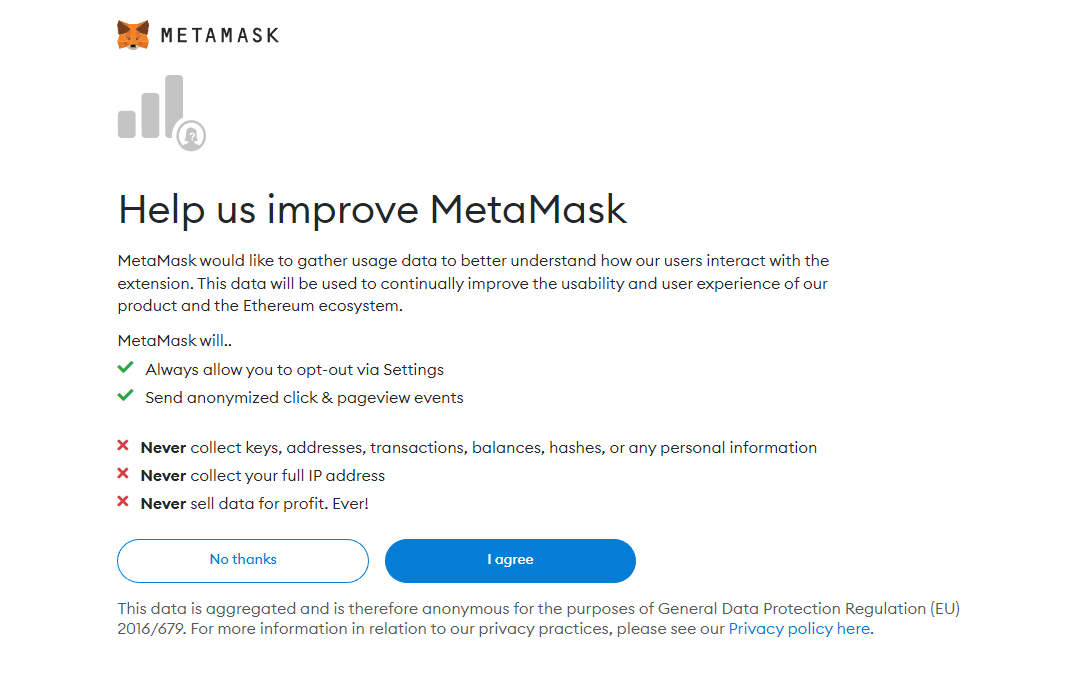 METAMASK
Help us improve MetaMask
MetaMask would like to gather usage data to better understand how our users interact with the
extension. This data will be used to continually improve the usability and user experience of our
product and the Ethereum ecosystem.
MetaMask will..
Always allow you to opt-out via Settings
Send anonymized click & pageview events
Never collect keys, addresses, transactions, balances, hashes, or any personal information
Never collect your full IP address
Never sell data for profit. Ever!
No thanks
I agree
This data is aggregated and is therefore anonymous for the purposes of General Data Protection Regulation (EU)
2016/679. For more information in relation to our privacy practices, please see our Privacy policy here.